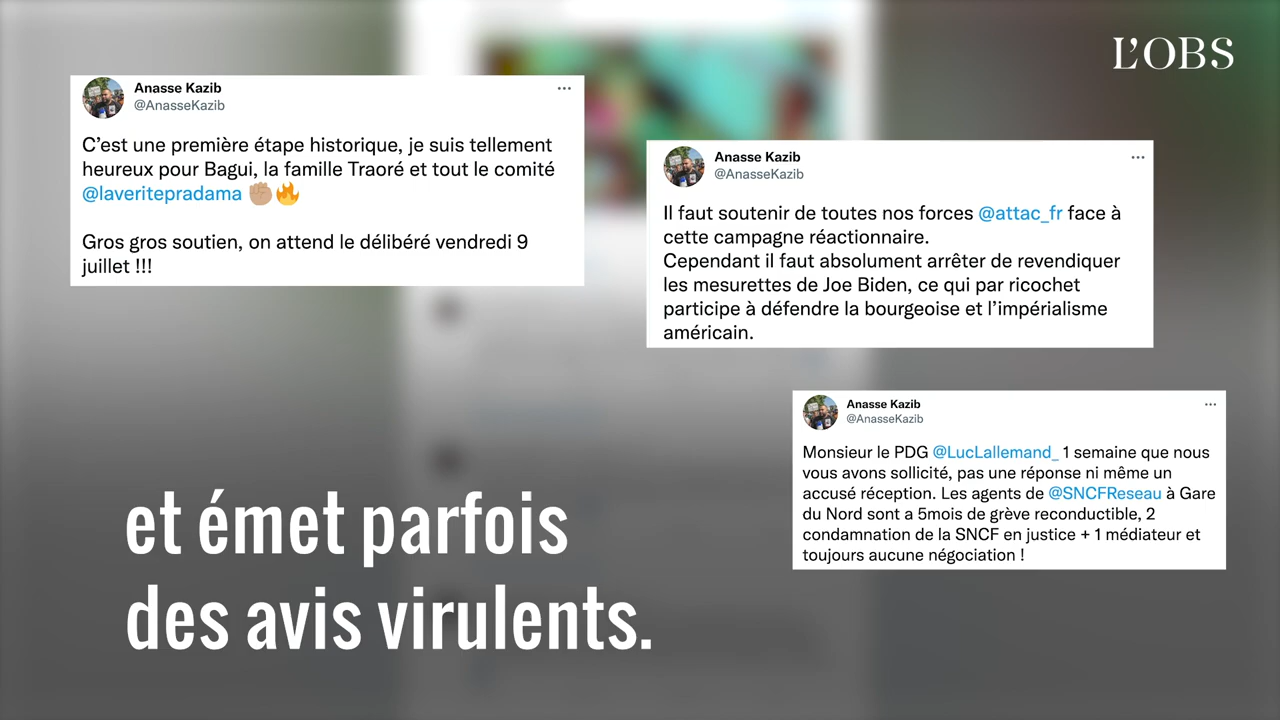 L'OBS
Anasse Kazib
@AnasseKazib
C'est une première étape historique, je suis tellement
heureux pour Bagui, la famille Traoré et tout le comité
@laveritepradama ✊🏽🔥
Gros gros soutien, on attend le délibéré vendredi 9
juillet !!!
Anasse Kazib
@AnasseKazib
Il faut soutenir de toutes nos forces @attac_fr face à
cette campagne réactionnaire.
Cependant il faut absolument arrêter de revendiquer
les mesurettes de Joe Biden, ce qui par ricochet
participe à défendre la bourgeoise et l'impérialisme
américain.
Anasse Kazib
@AnasseKazib
Monsieur le PDG @LucLallemand_ 1 semaine que nous
vous avons sollicité, pas une réponse ni même un
accusé réception. Les agents de @SNCFReseau à Gare
du Nord sont a 5mois de grève reconductible, 2
condamnation de la SNCF en justice + 1 médiateur et
toujours aucune négociation !
et émet parfois
des avis virulents.